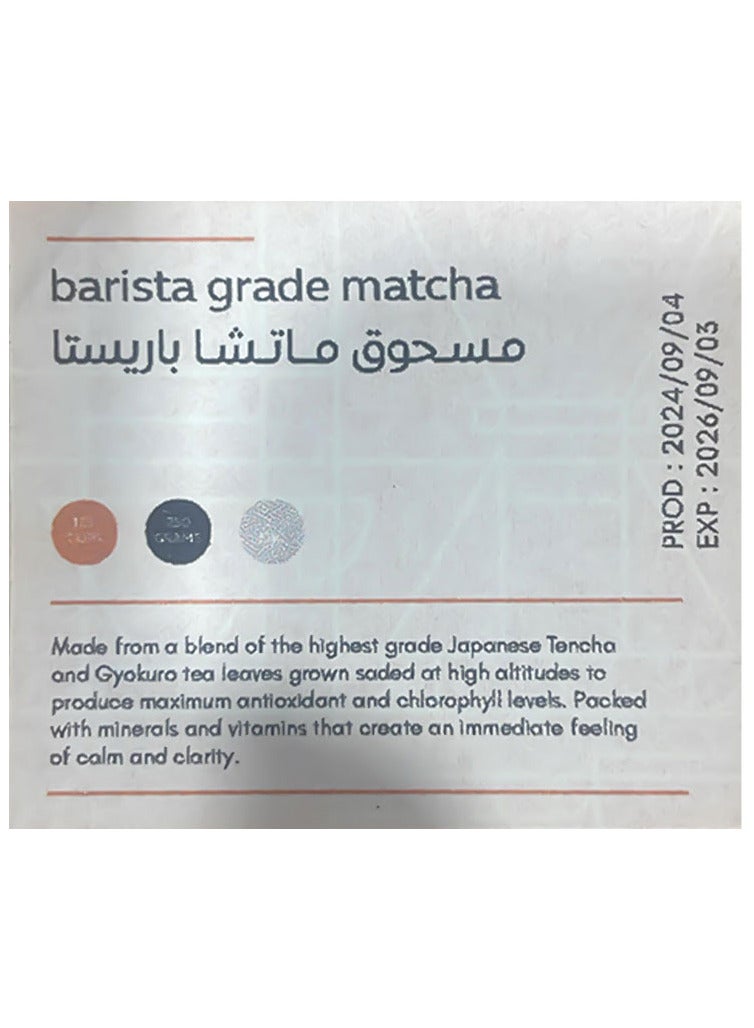 barista grade matcha
مسحوق ماتشا باريستا
PROD : 2024/09/04
EXP : 2026/09/03
250
GRAMS
Made from a blend of the highest grade Japanese Tencha
and Gyokuro tea leaves grown saded at high altitudes to
produce maximum antioxidant and chlorophyll levels. Packed
with minerals and vitamins that create an immediate feeling
of calm and clarity.